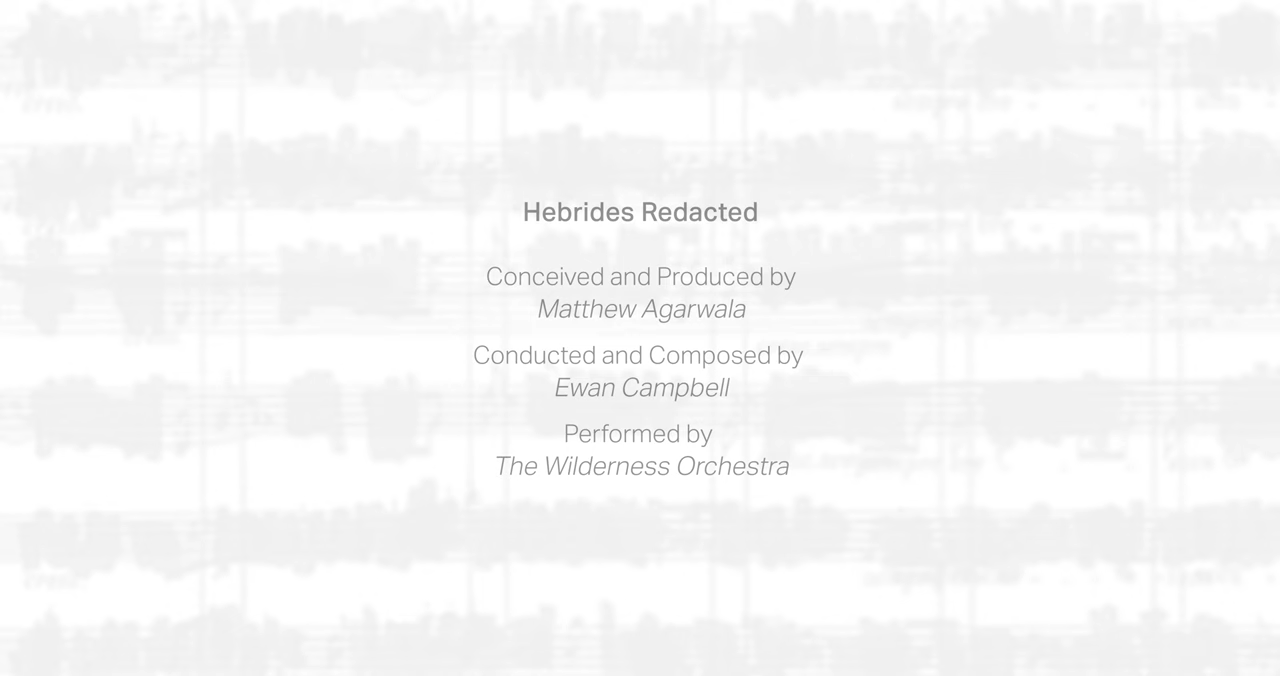 Hebrides Redacted
Conceived and Produced by
Matthew Agarwala
Conducted and Composed by
Ewan Campbell
Performed by
The Wilderness Orchestra